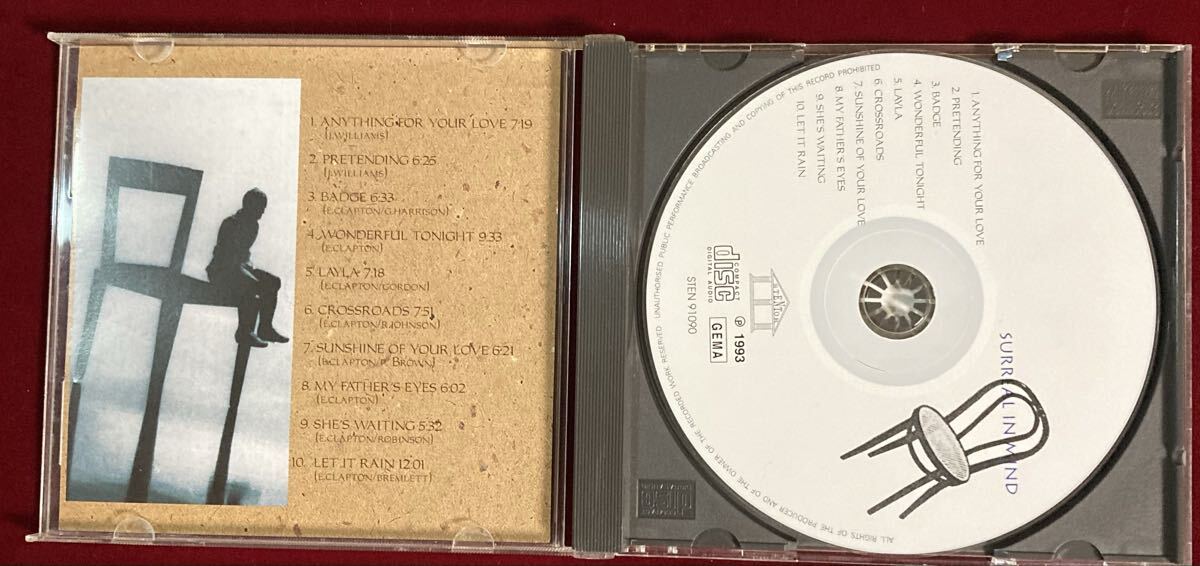 1. ANYTHING FOR YOUR LOVE 7:19
(J.WILLIAMS)
2. PRETENDING 6:26
(J.WILLIAMS)
3. BADGE 6:33
(E.CLAPTON/G.HARRISON)
4. WONDERFUL TONIGHT 9:33
(E.CLAPTON)
5. LAYLA 7:18
(E.CLAPTON/GORDON)
6. CROSSROADS 7:51
(E.CLAPTON/R.JOHNSON)
7. SUNSHINE OF YOUR LOVE 6:21
(E.CLAPTON/P. BROWN)
8. MY FATHER'S EYES 6:02
(E.CLAPTON)
9. SHE'S WAITING 5:32
(E.CLAPTON/ROBINSON)
10. LET IT RAIN 12:01
(E.CLAPTON/BREMLETT)
1. ANYTHING FOR YOUR LOVE
2. PRETENDING
3. BADGE
4. WONDERFUL TONIGHT
5. LAYLA
6. CROSSROADS
7. SUNSHINE OF YOUR LOVE
8. MY FATHER'S EYES
9. SHE'S WAITING
10. LET IT RAIN
SURREAL IN MIND
STENTOR
STEN 91090
COMPACT
disc
DIGITAL AUDIO
℗ 1993
GEMA
ALL RIGHTS OF THE PRODUCER AND OF THE OWNER OF THE RECORDED WORK RESERVED · UNAUTHORISED PUBLIC PERFORMANCE BROADCASTING AND COPYING OF THIS RECORD PROHIBITED